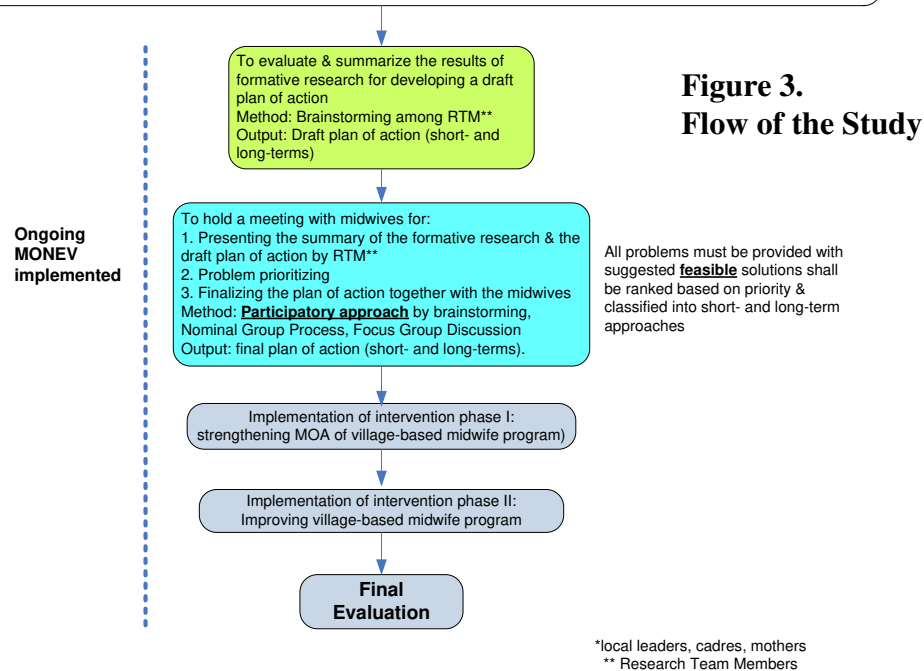 To evaluate & summarize the results of
formative research for developing a draft
plan of action
Method: Brainstorming among RTM**
Output: Draft plan of action (short- and
long-terms)
Figure 3.
Flow of the Study
Ongoing
MONEV
implemented
To hold a meeting with midwives for:
1. Presenting the summary of the formative research & the
draft plan of action by RTM**
2. Problem prioritizing
3. Finalizing the plan of action together with the midwives
Method: Participatory approach by brainstorming,
Nominal Group Process, Focus Group Discussion
Output: final plan of action (short- and long-terms).
All problems must be provided with
suggested feasible solutions shall
be ranked based on priority &
classified into short- and long-term
approaches
Implementation of intervention phase I:
strengthening MOA of village-based midwife program)
Implementation of intervention phase II:
Improving village-based midwife program
Final
Evaluation
*local leaders, cadres, mothers
** Research Team Members